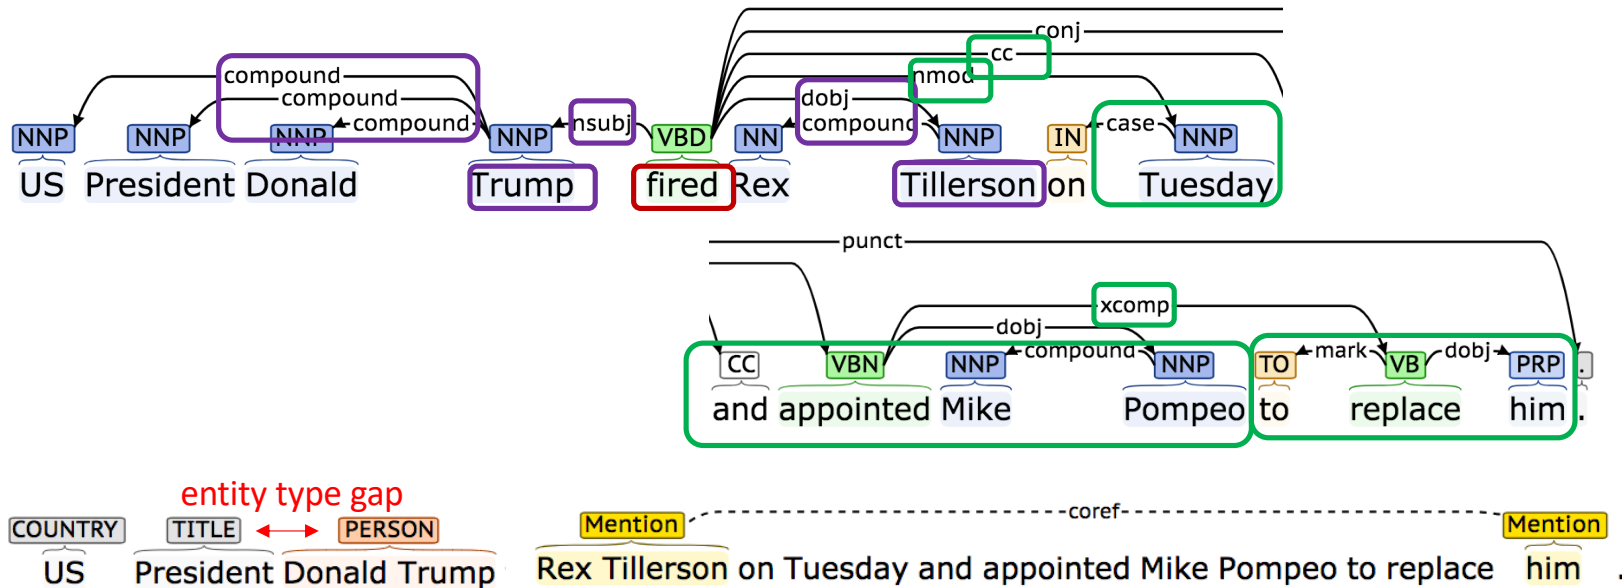 conj
cc
compound nmod
compound dobj
compound nsubj compound case
NNP NNP NNP NNP VBD NN NNP IN NNP
US President Donald Trump fired Rex Tillerson on Tuesday
punct
xcomp
dobj
compound mark dobj
CC VBN NNP NNP TO VB PRP .
and appointed Mike Pompeo to replace him .
entity type gap
coref
COUNTRY TITLE PERSON Mention Mention
US President Donald Trump Rex Tillerson on Tuesday and appointed Mike Pompeo to replace him